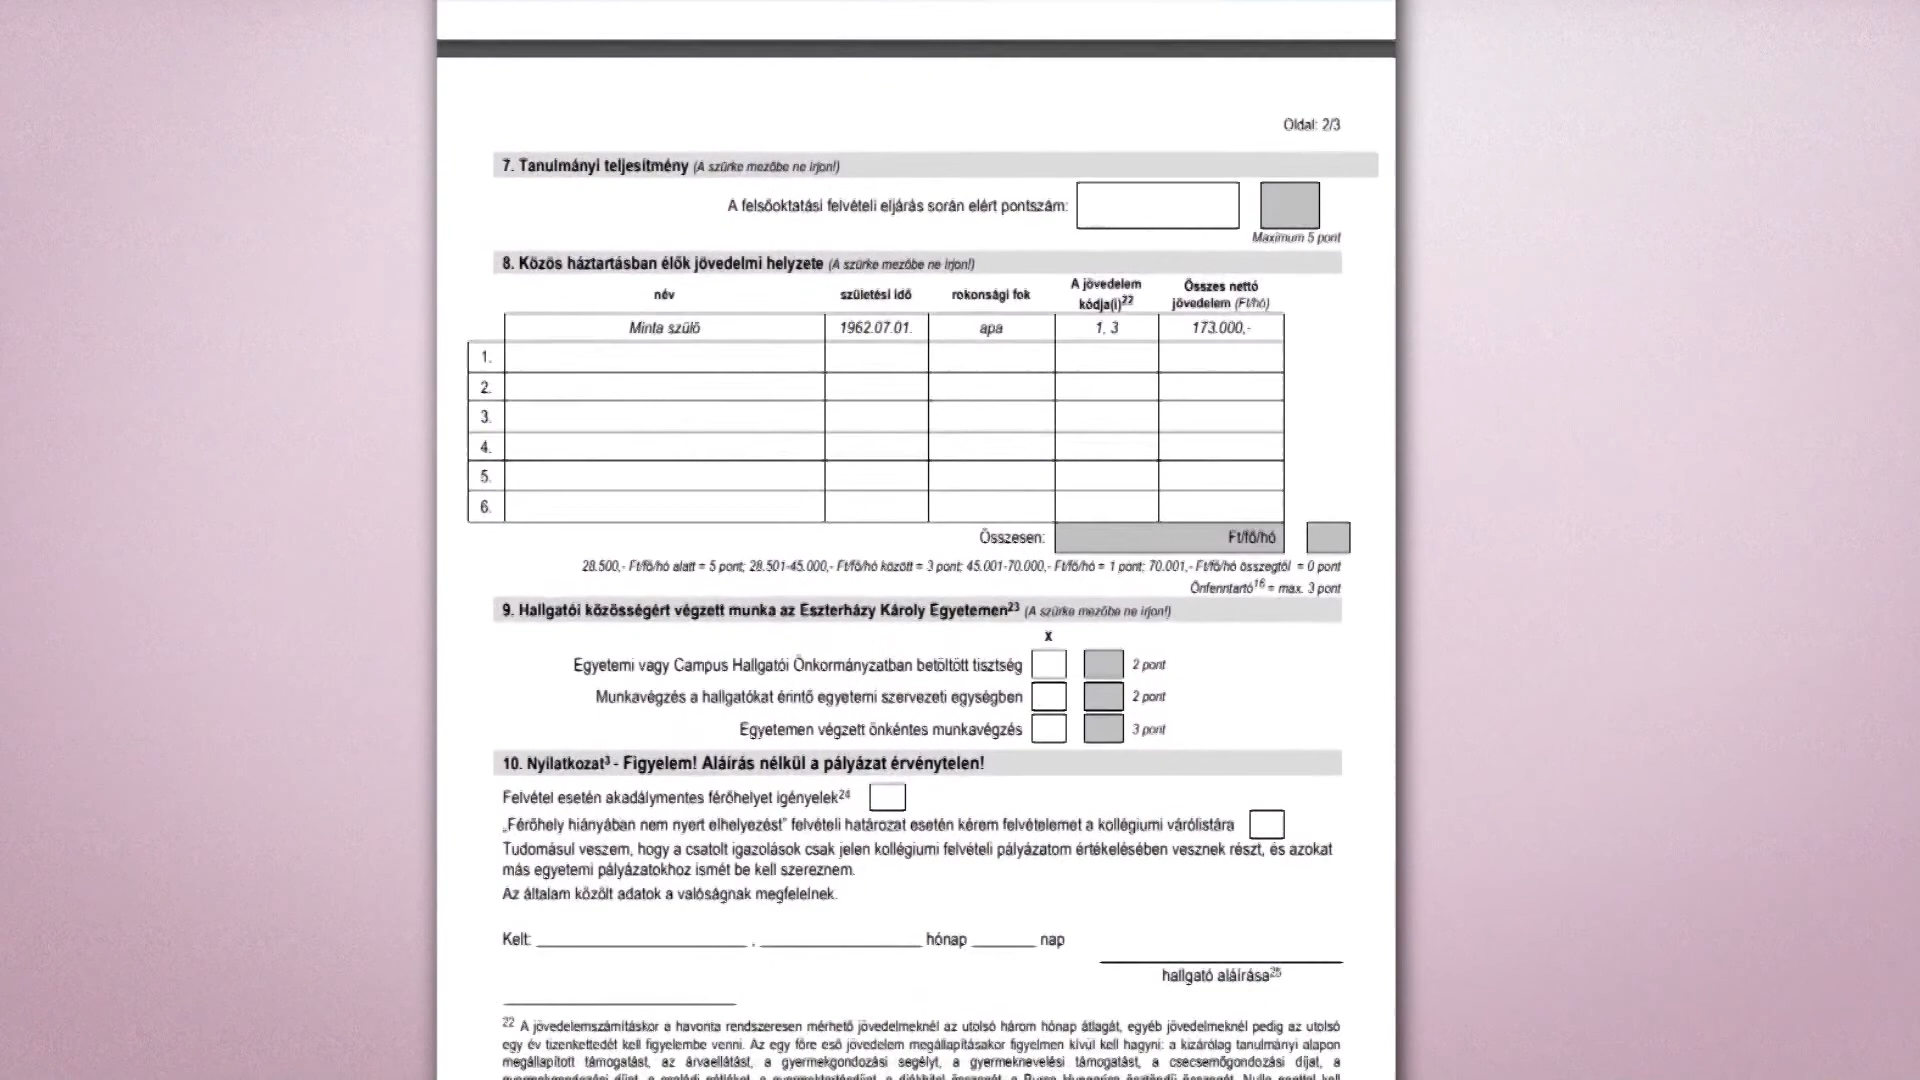 Oldal: 2/3
7. Tanulmányi teljesítmény (A szürke mezőbe ne írjon!)
A felsőoktatási felvételi eljárás során elért pontszám:
Maximum 5 pont
8. Közös háztartásban élők jövedelmi helyzete (A szürke mezőbe ne írjon!)
név születési idő rokonsági fok A jövedelem kódja(i)22 Összes nettó jövedelem (Ft/hó)
Minta szülő 1962.07.01. apa 1, 3 173.000,-
1.
2.
3.
4.
5.
6.
Összesen: Ft/fő/hó
28.500,- Ft/fő/hó alatt = 5 pont; 28.501-45.000,- Ft/fő/hó között = 3 pont; 45.001-70.000,- Ft/fő/hó = 1 pont; 70.001,- Ft/fő/hó összegtől = 0 pont
Önfenntartó16 = max. 3 pont
9. Hallgatói közösségért végzett munka az Eszterházy Károly Egyetemen23 (A szürke mezőbe ne írjon!)
x
Egyetemi vagy Campus Hallgatói Önkormányzatban betöltött tisztség 2 pont
Munkavégzés a hallgatókat érintő egyetemi szervezeti egységben 2 pont
Egyetemen végzett önkéntes munkavégzés 3 pont
10. Nyilatkozat3 - Figyelem! Aláírás nélkül a pályázat érvénytelen!
Felvétel esetén akadálymentes férőhelyet igényelek24
„Férőhely hiányában nem nyert elhelyezést” felvételi határozat esetén kérem felvételemet a kollégiumi várólistára
Tudomásul veszem, hogy a csatolt igazolások csak jelen kollégiumi felvételi pályázatom értékelésében vesznek részt, és azokat
más egyetemi pályázatokhoz ismét be kell szereznem.
Az általam közölt adatok a valóságnak megfelelnek.
Kelt: , hónap nap
hallgató aláírása25
22 A jövedelemszámításkor a havonta rendszeresen mérhető jövedelmeknél az utolsó három hónap átlagát, egyéb jövedelmeknél pedig az utolsó
egy év tizenkettedét kell figyelembe venni. Az egy főre eső jövedelem megállapításakor figyelmen kívül kell hagyni: a kizárólag tanulmányi alapon
megállapított támogatást, az árvaellátást, a gyermekgondozási segélyt, a gyermeknevelési támogatást, a csecsemőgondozási díjat, a